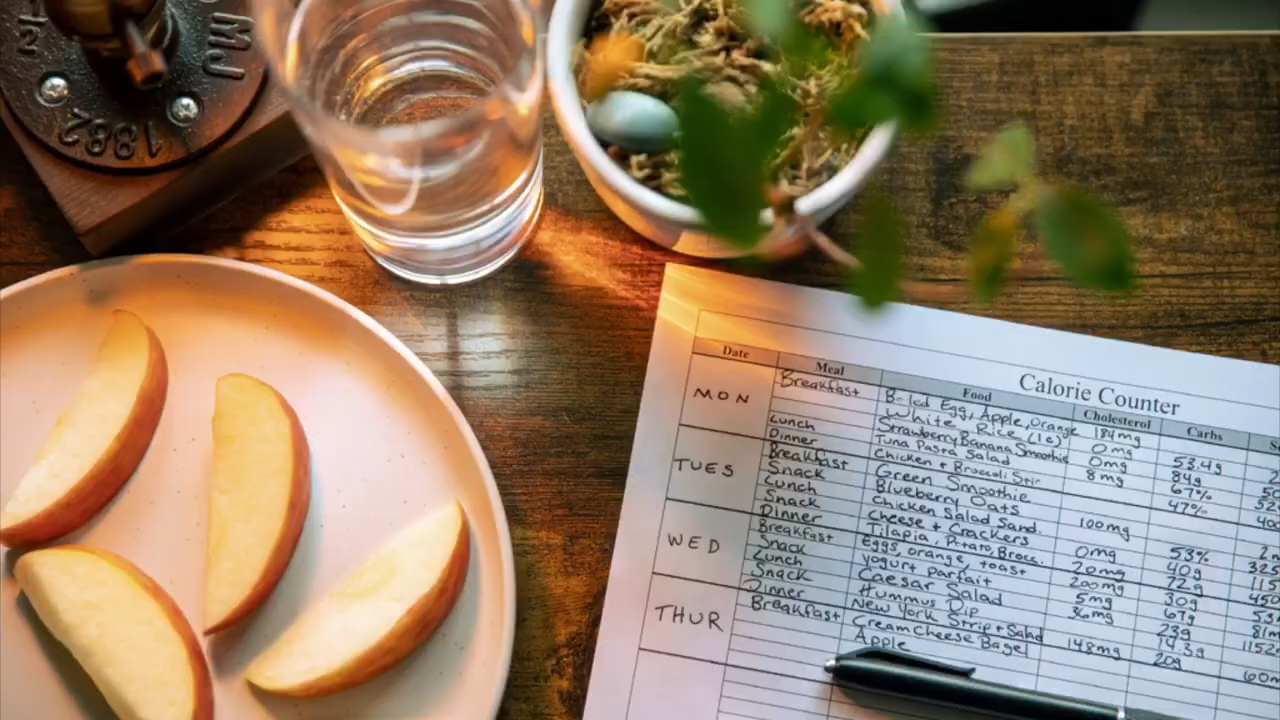 MJ
1882
Calorie Counter
Date Meal Food Cholesterol Carbs
MON Breakfast B-led Egg, Apple, Orange 184mg 53.4g
White Rice (1c) 0mg 84g
Lunch Strawberry Banana Smoothie 0mg 67%
Dinner Tuna Pasta Salad 8mg 47%
TUES Breakfast Chicken + Broccoli Stir
Snack Green Smoothie
Lunch Blueberry Oats 100mg 53%
Snack Chicken Salad Sand. 0mg 40g
Dinner Cheese + Crackers 20mg 72g
WED Breakfast Tilapia, Potato, Brocc. 200mg 30g
Snack Eggs, orange, toast 5mg 67g
Lunch yogurt parfait 36mg 23g
Snack Caesar Salad 14.3g
Dinner Hummus Dip 148mg 20g
THUR Breakfast New York Strip + Salad
Cream Cheese Bagel
Apple